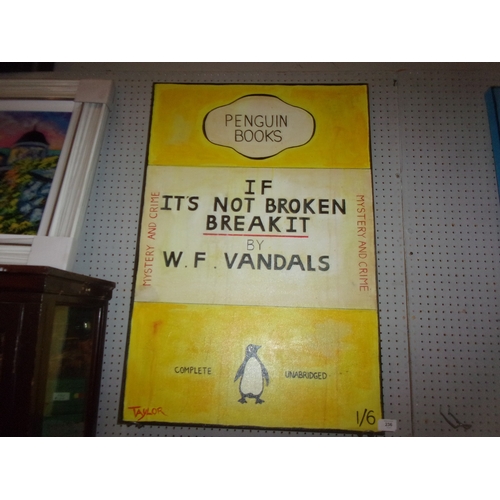 PENGUIN
BOOKS
IF
ITS NOT BROKEN
BREAKIT
BY
W.F. VANDALS
MYSTERY AND CRIME
MYSTERY AND CRIME
COMPLETE
UNABRIDGED
TAYLOR
1/6